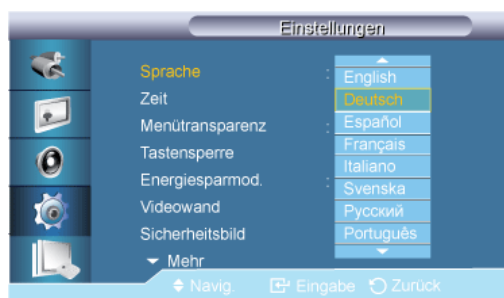 Einstellungen
Sprache :
English
Deutsch
Zeit
Menütransparenz :
Español
Français
Tastensperre
Italiano
Energiesparmod. :
Svenska
Videowand
Русский
Sicherheitsbild
Português
Mehr
Navig. Eingabe Zurück